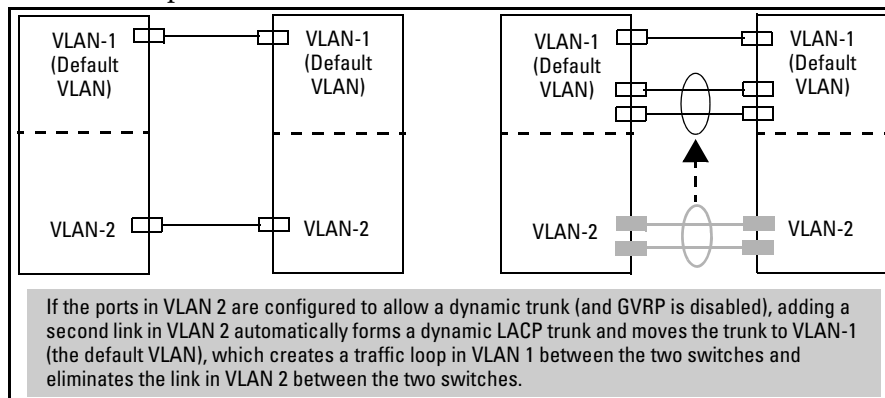 VLAN-1
(Default
VLAN)
VLAN-1
(Default
VLAN)
VLAN-2
VLAN-2
VLAN-1
(Default
VLAN)
VLAN-1
(Default
VLAN)
VLAN-2
VLAN-2
If the ports in VLAN 2 are configured to allow a dynamic trunk (and GVRP is disabled), adding a
second link in VLAN 2 automatically forms a dynamic LACP trunk and moves the trunk to VLAN-1
(the default VLAN), which creates a traffic loop in VLAN 1 between the two switches and
eliminates the link in VLAN 2 between the two switches.